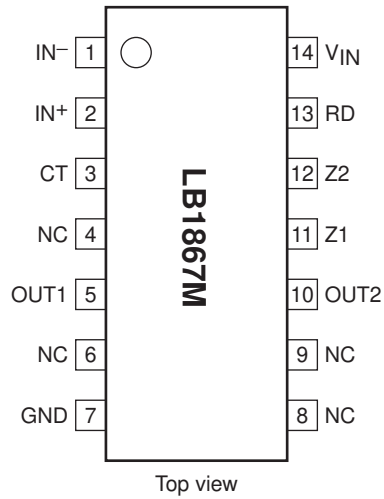 IN– 1 14 VIN
IN+ 2 13 RD
CT 3 12 Z2
NC 4 11 Z1
OUT1 5 10 OUT2
NC 6 9 NC
GND 7 8 NC
LB1867M
Top view